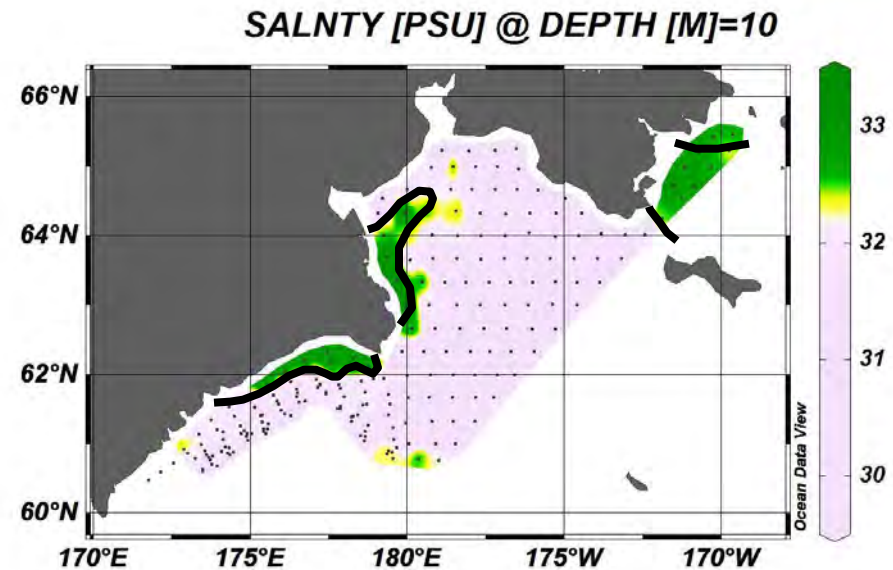 SALNTY [PSU] @ DEPTH [M]=10
66°N
64°N
62°N
60°N
170°E
175°E
180°E
175°W
170°W
33
32
31
30
Ocean Data View